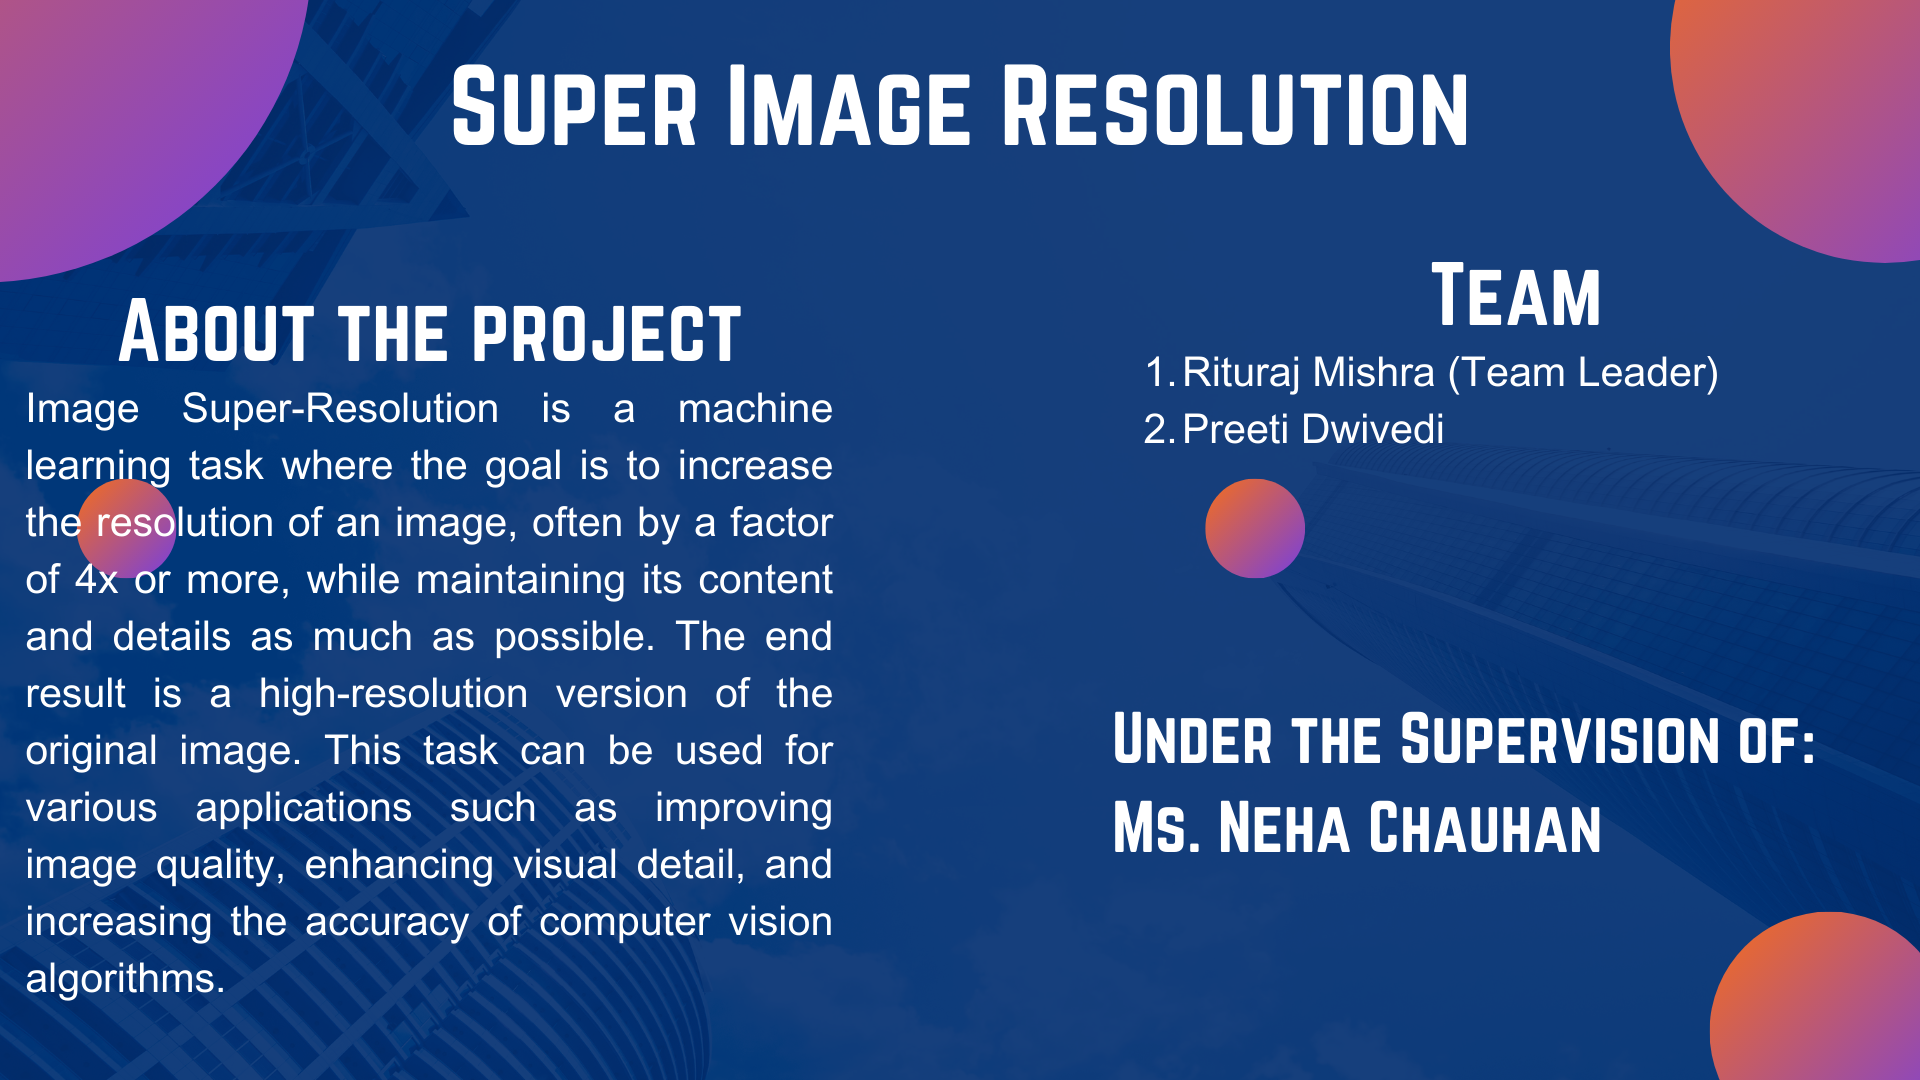 Super Image Resolution
About the project
Image Super-Resolution is a machine
learning task where the goal is to increase
the resolution of an image, often by a factor
of 4x or more, while maintaining its content
and details as much as possible. The end
result is a high-resolution version of the
original image. This task can be used for
various applications such as improving
image quality, enhancing visual detail, and
increasing the accuracy of computer vision
algorithms.
Team
1. Rituraj Mishra (Team Leader)
2. Preeti Dwivedi
Under the Supervision of:
Ms. Neha Chauhan